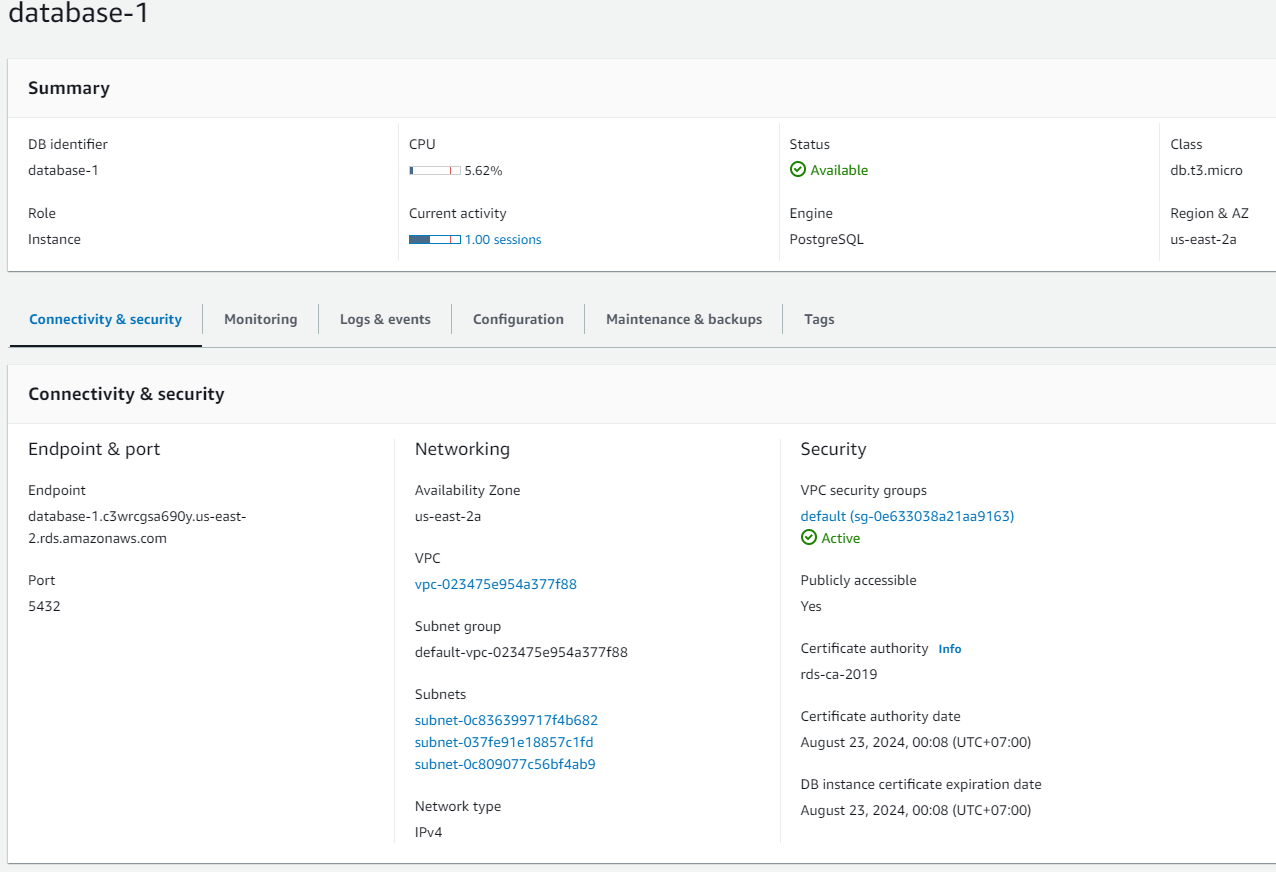 database-1
Summary
DB identifier
database-1
CPU
5.62%
Status
Available
Class
db.t3.micro
Role
Instance
Current activity
1.00 sessions
Engine
PostgreSQL
Region & AZ
us-east-2a
Connectivity & security
Monitoring
Logs & events
Configuration
Maintenance & backups
Tags
Connectivity & security
Endpoint & port
Endpoint
database-1.c3wrcgsa690y.us-east-
2.rds.amazonaws.com
Port
5432
Networking
Availability Zone
us-east-2a
VPC
vpc-023475e954a377f88
Subnet group
default-vpc-023475e954a377f88
Subnets
subnet-0c836399717f4b682
subnet-037fe91e18857c1fd
subnet-0c809077c56bf4ab9
Network type
IPv4
Security
VPC security groups
default (sg-0e633038a21aa9163)
Active
Publicly accessible
Yes
Certificate authority Info
rds-ca-2019
Certificate authority date
August 23, 2024, 00:08 (UTC+07:00)
DB instance certificate expiration date
August 23, 2024, 00:08 (UTC+07:00)